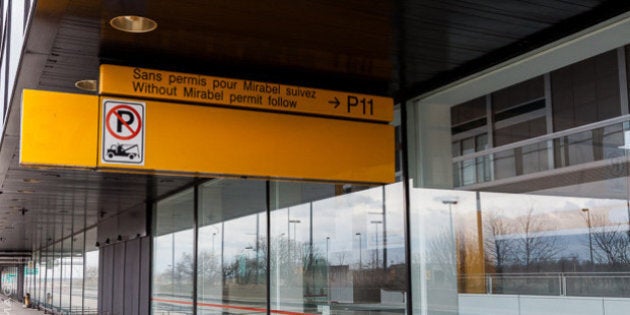 Sans permis pour Mirabel suivez
Without Mirabel permit follow → P11
P